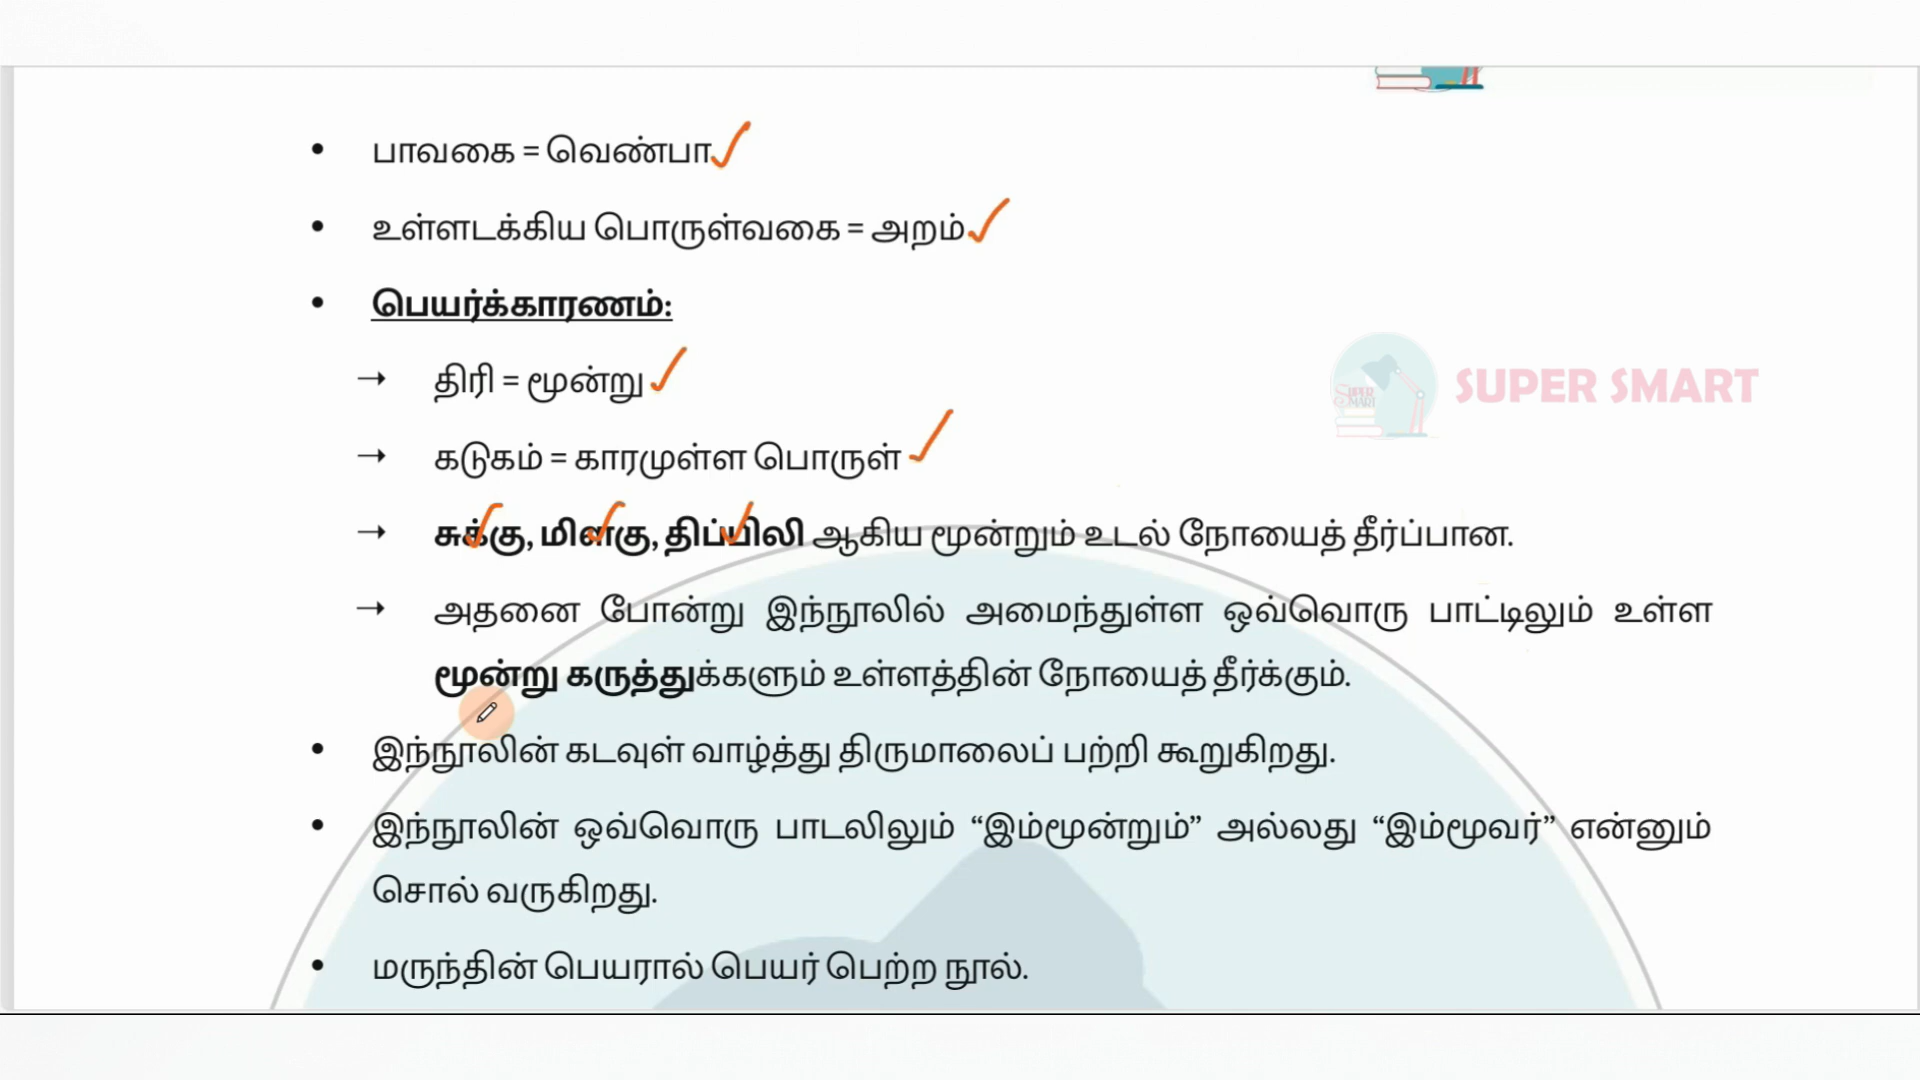 • பாவகை = வெண்பா
• உள்ளடக்கிய பொருள்வகை = அறம்
• பெயர்க்காரணம்:
→ திரி = மூன்று
→ கடுகம் = காரமுள்ள பொருள்
SUPER SMART
→ சுக்கு, மிளகு, திப்பிலி ஆகிய மூன்றும் உடல் நோயைத் தீர்ப்பான.
→ அதனை போன்று இந்நூலில் அமைந்துள்ள ஒவ்வொரு பாட்டிலும் உள்ள
மூன்று கருத்துக்களும் உள்ளத்தின் நோயைத் தீர்க்கும்.
• இந்நூலின் கடவுள் வாழ்த்து திருமாலைப் பற்றி கூறுகிறது.
• இந்நூலின் ஒவ்வொரு பாடலிலும் “இம்மூன்றும்” அல்லது “இம்மூவர்” என்னும்
சொல் வருகிறது.
• மருந்தின் பெயரால் பெயர் பெற்ற நூல்.